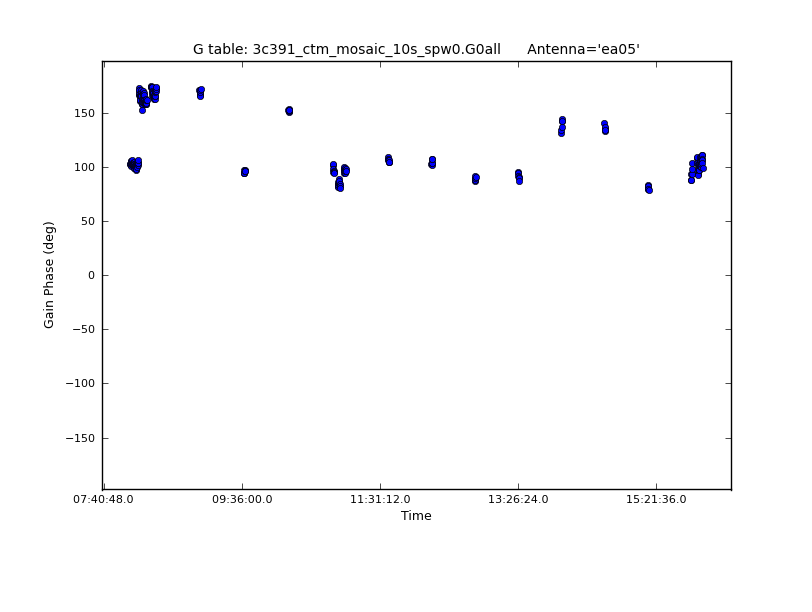 G table: 3c391_ctm_mosaic_10s_spw0.G0all      Antenna='ea05'
150
100
50
0
−50
−100
−150
Gain Phase (deg)
07:40:48.0 09:36:00.0 11:31:12.0 13:26:24.0 15:21:36.0
Time